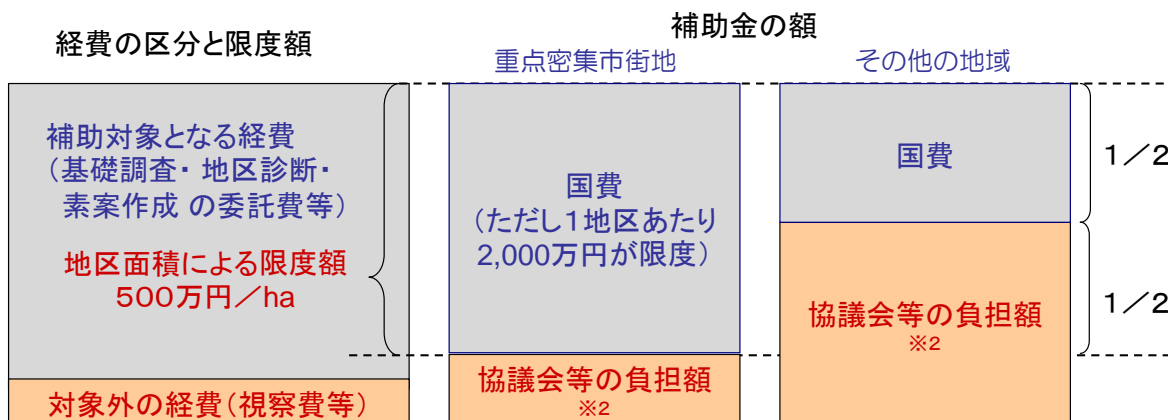 経費の区分と限度額
補助対象となる経費
(基礎調査・ 地区診断・
素案作成 の委託費等)
地区面積による限度額
５００万円／ha
対象外の経費(視察費等)
補助金の額
重点密集市街地
国費
(ただし１地区あたり
2,000万円が限度)
協議会等の負担額
※2
その他の地域
国費
協議会等の負担額
※2
１／２
１／２